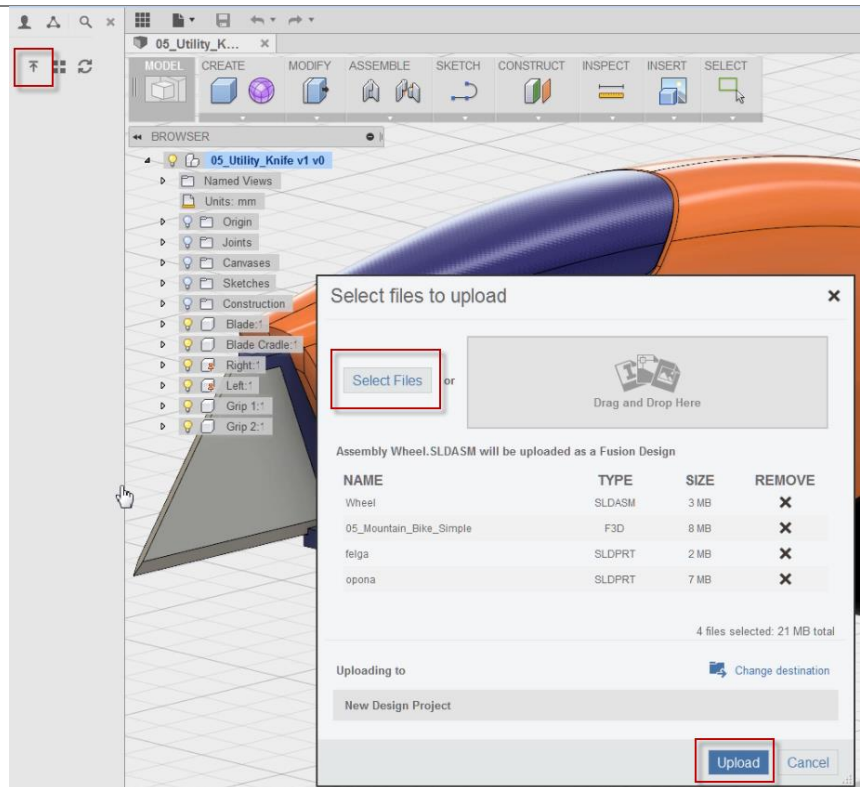 05_Utility_K...
MODEL CREATE MODIFY ASSEMBLE SKETCH CONSTRUCT INSPECT INSERT SELECT
BROWSER
05_Utility_Knife v1 v0
Named Views
Units: mm
Origin
Joints
Canvases
Sketches
Construction
Blade:1
Blade Cradle:1
Right:1
Left:1
Grip 1:1
Grip 2:1
Select files to upload
Select Files or
Drag and Drop Here
Assembly Wheel.SLDASM will be uploaded as a Fusion Design
NAME TYPE SIZE REMOVE
Wheel SLDASM 3 MB
05_Mountain_Bike_Simple F3D 8 MB
felga SLDPRT 2 MB
opona SLDPRT 7 MB
4 files selected: 21 MB total
Uploading to Change destination
New Design Project
Upload Cancel